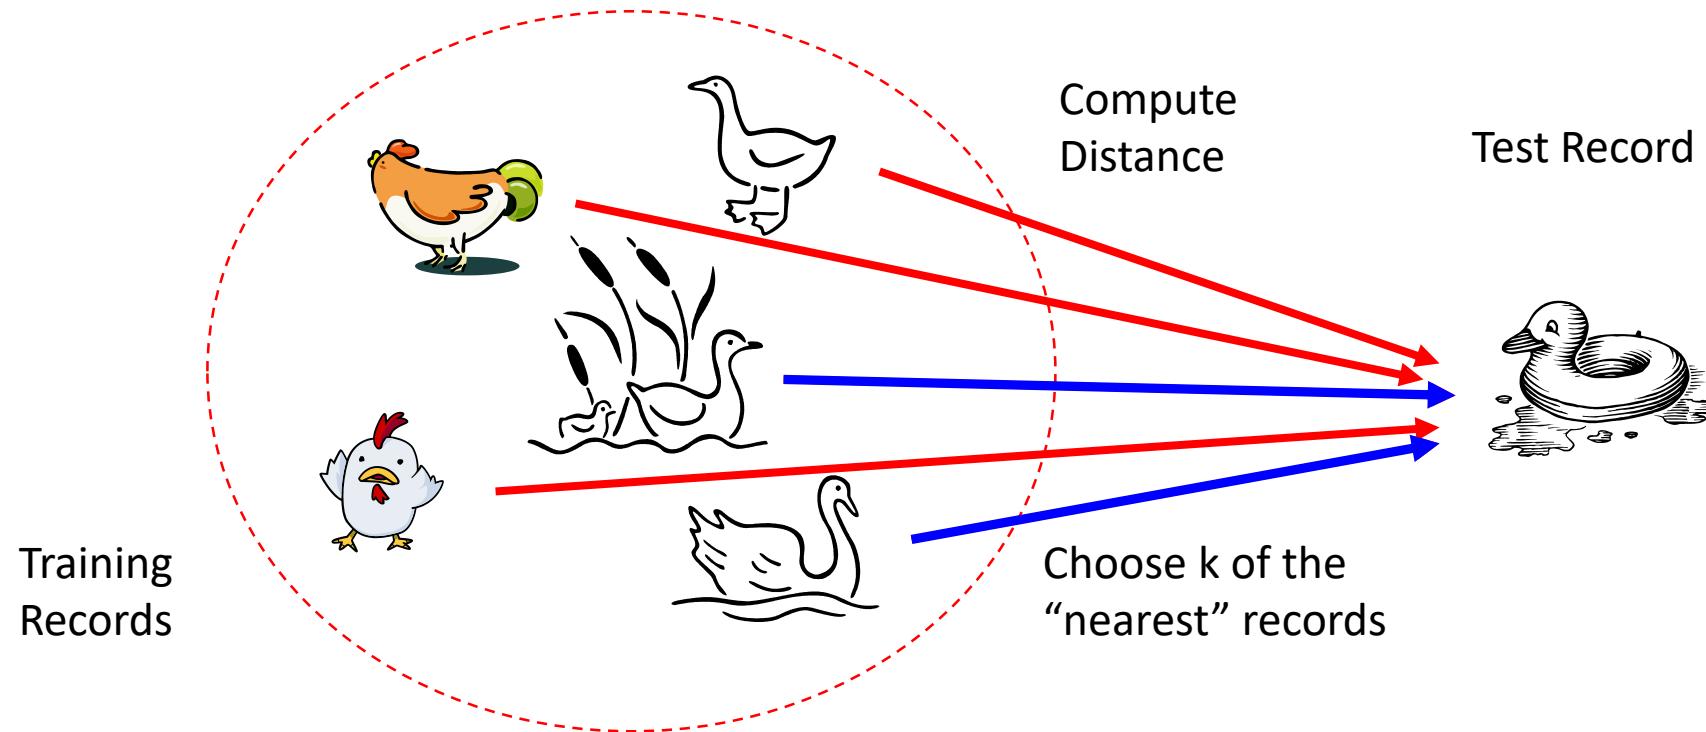 Compute
Distance
Test Record
Training
Records
Choose k of the
“nearest” records